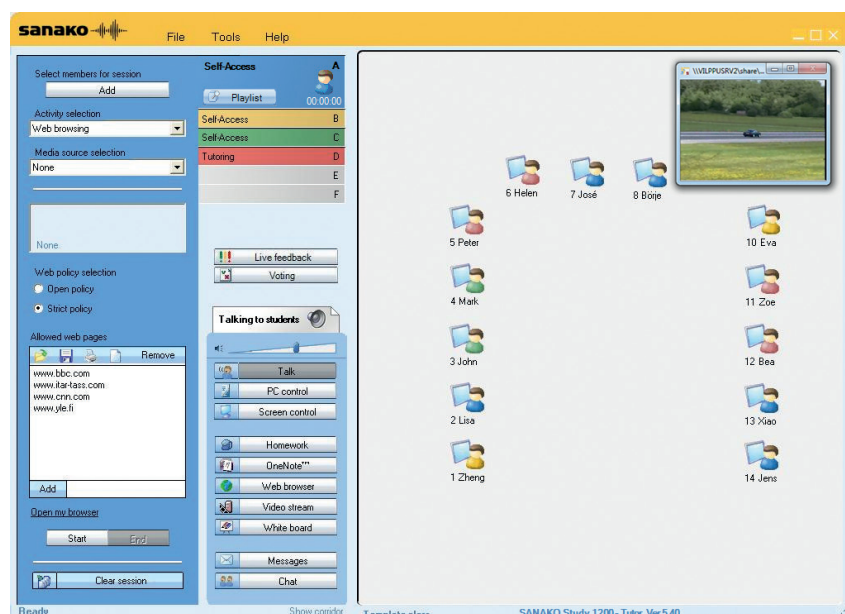 sanako
File Tools Help
Select members for session
Add
Activity selection
Web browsing
Media source selection
None
None
Web policy selection
Open policy
Strict policy
Allowed web pages
Remove
www.bbc.com
www.itar-tass.com
www.cnn.com
www.yle.fi
Add
Open my browser
Start End
Clear session
Ready
Self-Access A
Playlist 00:00:00
Self-Access B
Self-Access C
Tutoring D
E
F
Live feedback
Voting
Talking to students
Talk
PC control
Screen control
Homework
OneNote™
Web browser
Video stream
White board
Messages
Chat
Show corridor
\\VILPPUSRV2\share\...
6 Helen
7 José
8 Börje
5 Peter
10 Eva
4 Mark
11 Zoe
3 John
12 Bea
2 Lisa
13 Xiao
1 Zheng
14 Jens
Template class
SANAKO Study 1200 - Tutor, Ver 5.40